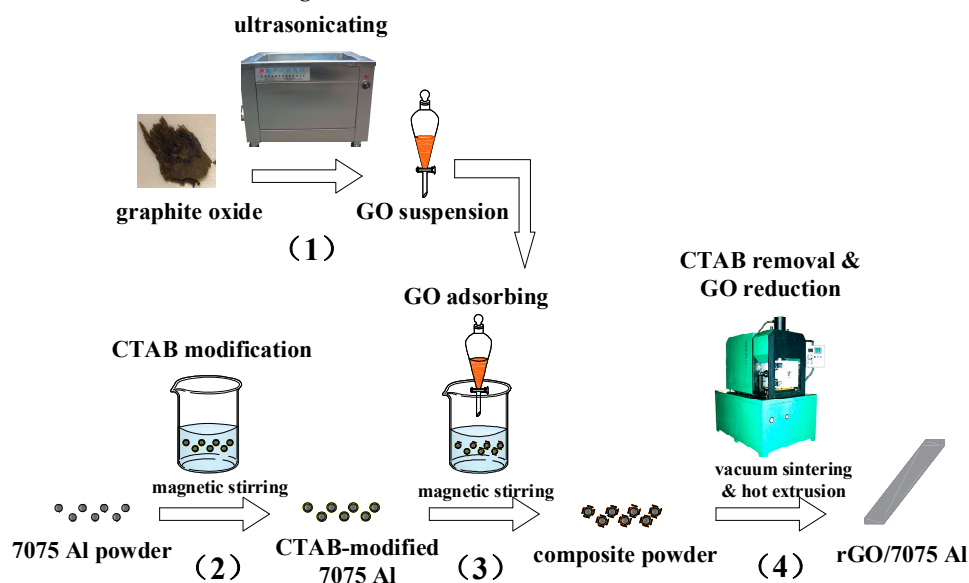 ultrasonicating
graphite oxide
GO suspension
（1）
GO adsorbing
CTAB removal &
GO reduction
CTAB modification
magnetic stirring
magnetic stirring
vacuum sintering
& hot extrusion
7075 Al powder
（2）
CTAB-modified
7075 Al
（3）
composite powder
（4）
rGO/7075 Al